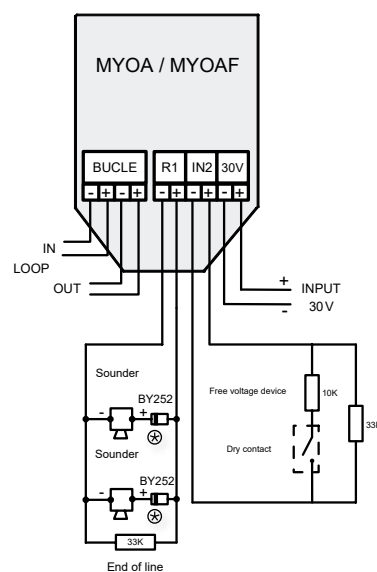 MYOA / MYOAF
BUCLE R1 IN2 30V
- + - + - + - + - +
IN
LOOP
OUT
+
INPUT
30V
-
Sounder
BY252
- +
Free voltage device
10K
Dry contact
Sounder
BY252
- +
33K
End of line